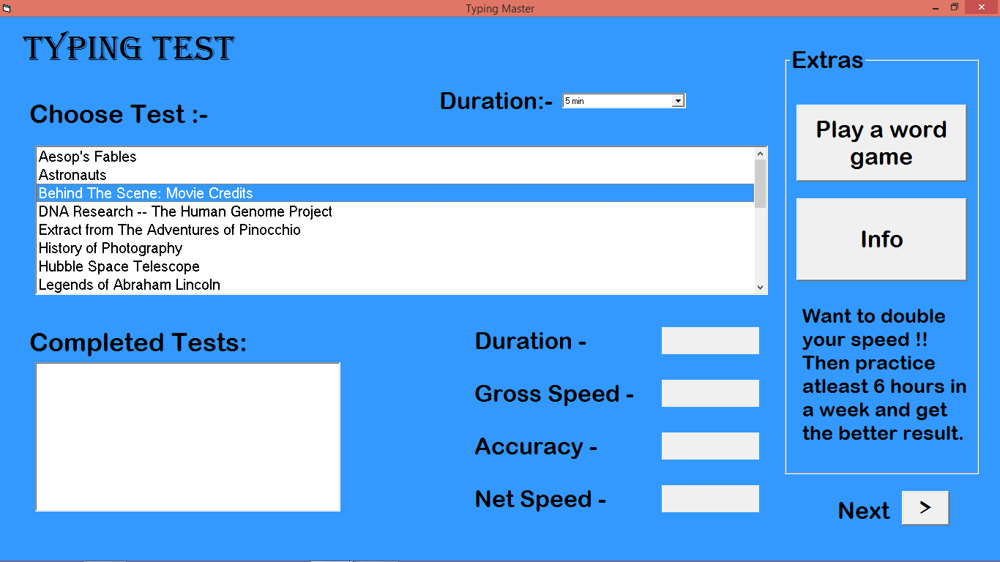 Typing Master
TYPING TEST
Choose Test :-
Duration:-
5 min
Aesop's Fables
Astronauts
Behind The Scene: Movie Credits
DNA Research -- The Human Genome Project
Extract from The Adventures of Pinocchio
History of Photography
Hubble Space Telescope
Legends of Abraham Lincoln
Completed Tests:
Duration -
Gross Speed -
Accuracy -
Net Speed -
Extras
Play a word
game
Info
Want to double
your speed !!
Then practice
atleast 6 hours in
a week and get
the better result.
Next
>